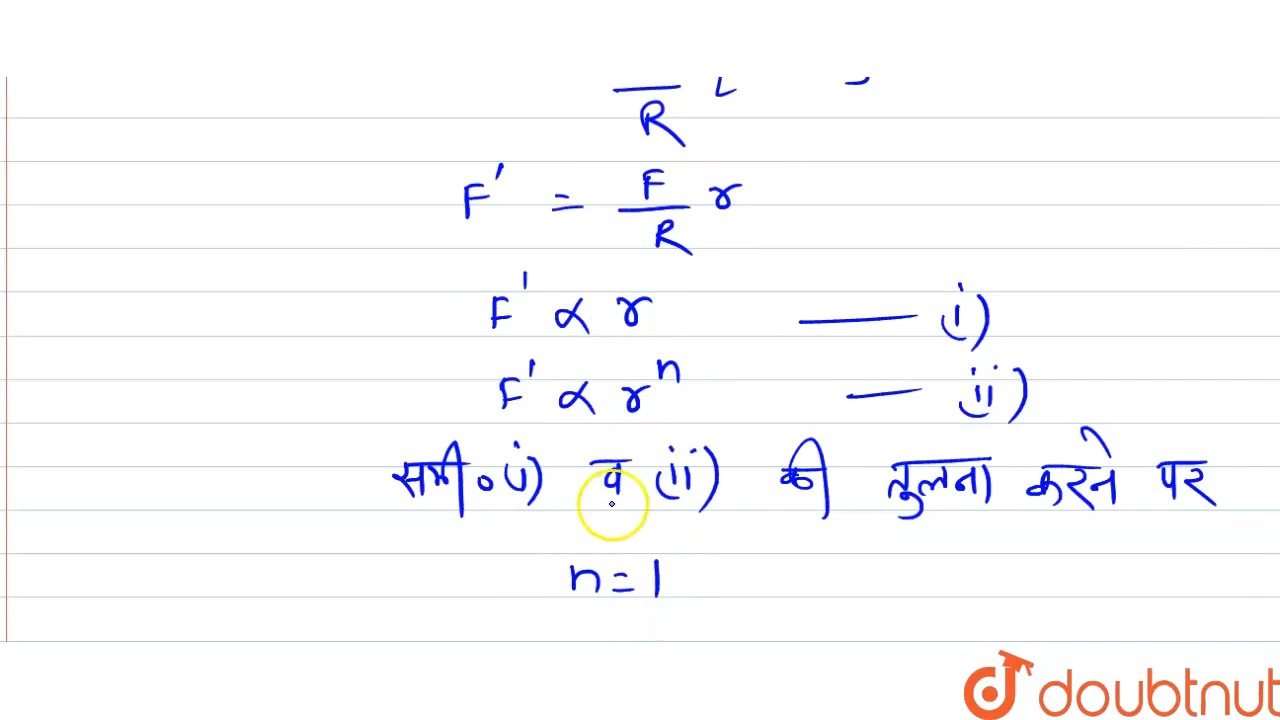 R
F' = F/R r
F' ∝ r —— (i)
F' ∝ r^n — (ii)
समी० (i) व (ii) की तुलना करने पर
n = 1
doubtnut